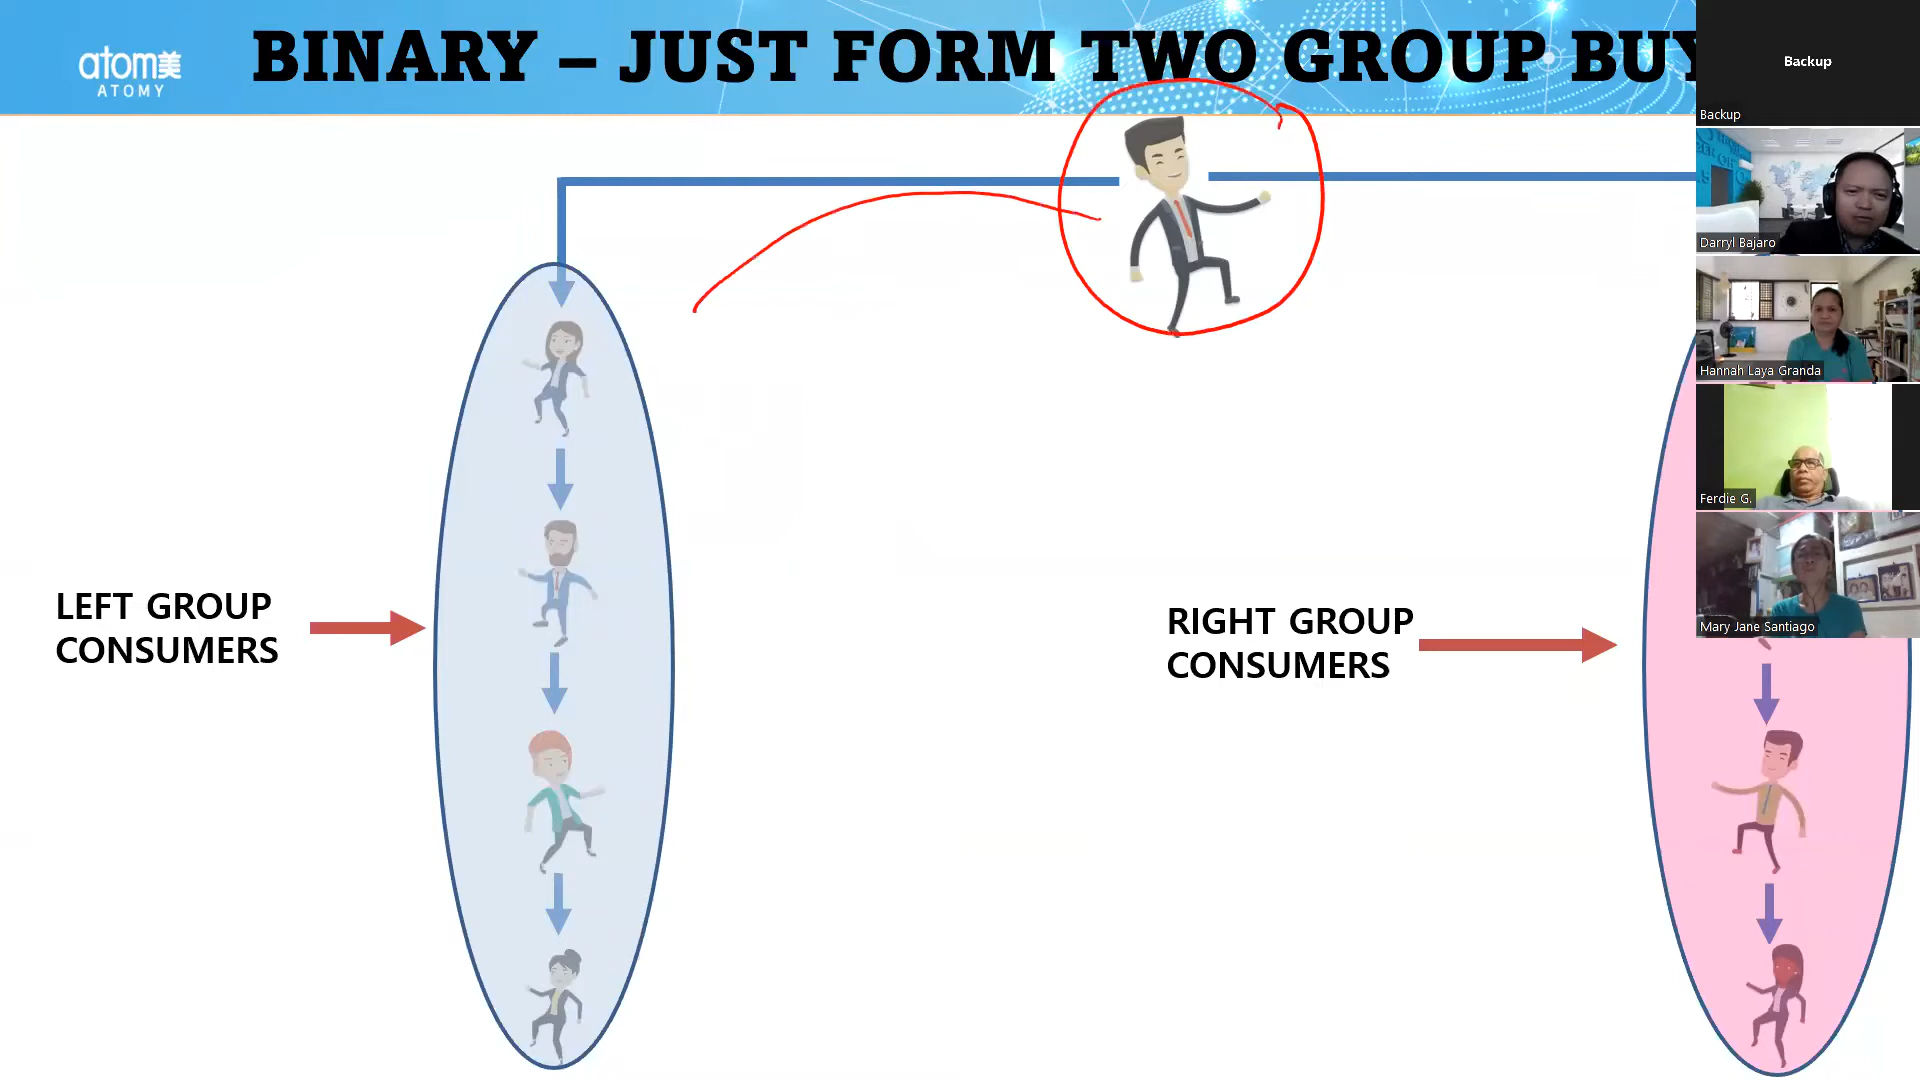 atom美
ATOMY
BINARY – JUST FORM TWO GROUP BUY
Backup
Backup
Darryl Bajaro
Hannah Laya Granda
Ferdie G.
Mary Jane Santiago
LEFT GROUP
CONSUMERS
RIGHT GROUP
CONSUMERS